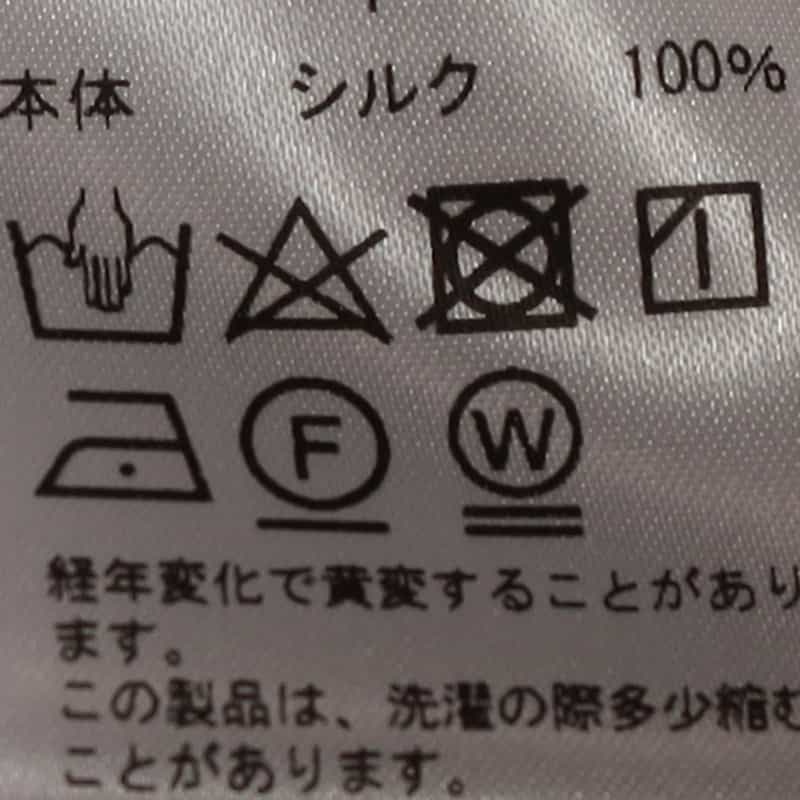 本体 シルク 100%
F W
経年変化で黄変することがあり
ます。
この製品は、洗濯の際多少縮む
ことがあります。